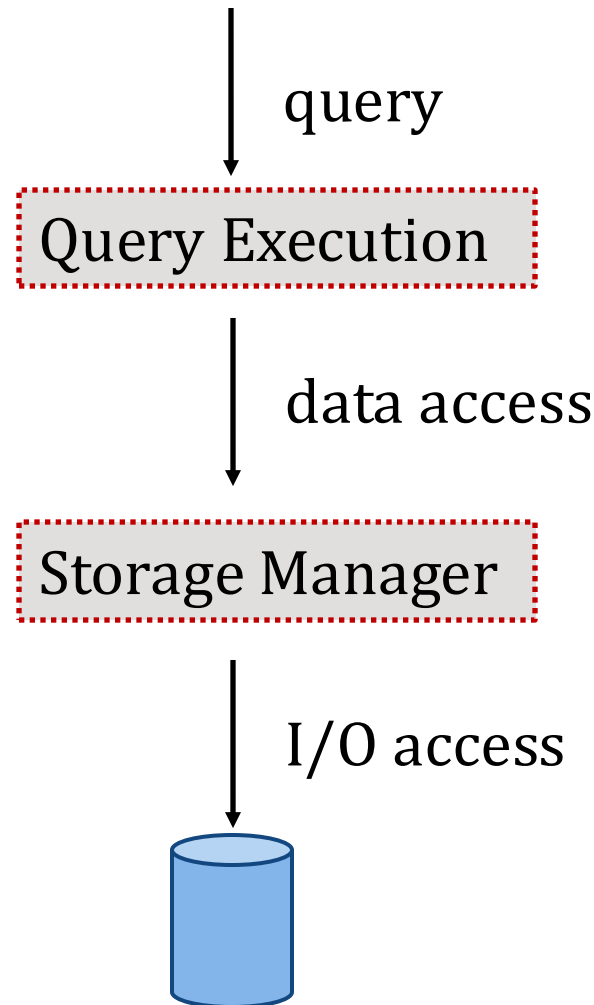 query
Query Execution
data access
Storage Manager
I/O access